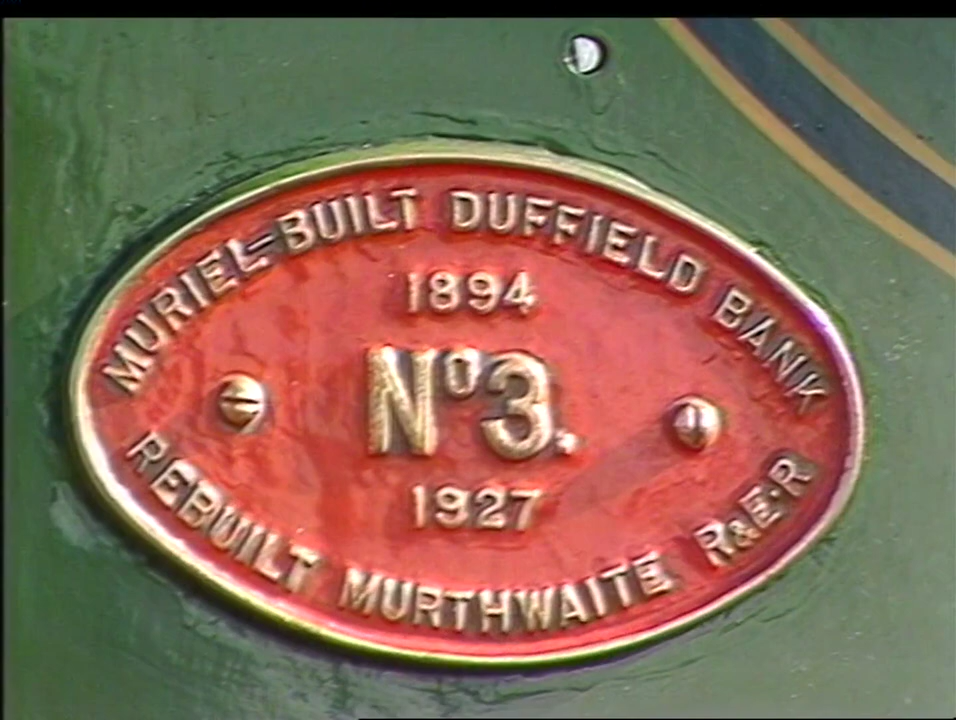 MURIEL=BUILT DUFFIELD BANK
1894
Nº3.
1927
REBUILT MURTHWAITE R&E·R